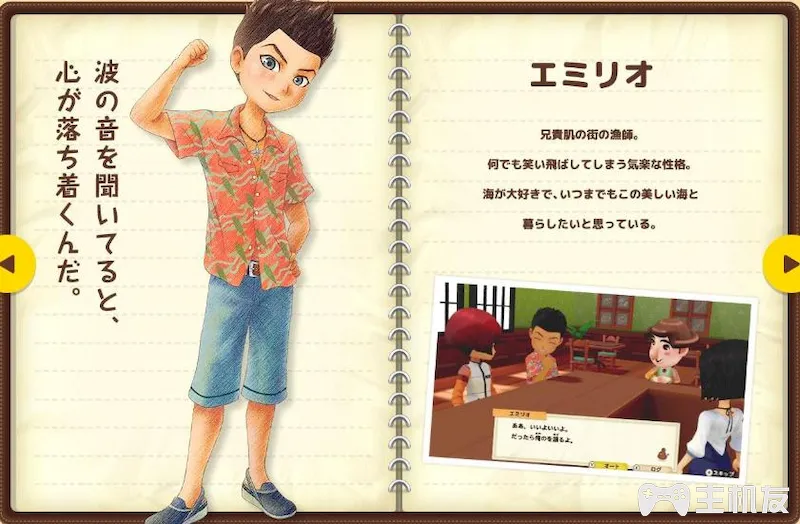 波の音を聞いてると、
心が落ち着くんだ。
エミリオ
兄貴肌の街の漁師。
何でも笑い飛ばしてしまう気楽な性格。
海が大好きで、いつまでもこの美しい海と
暮らしたいと思っている。
エミリオ
ああ、いいよいいよ。
だったら俺のを譲るよ。
オート
ログ
スキップ
主机友